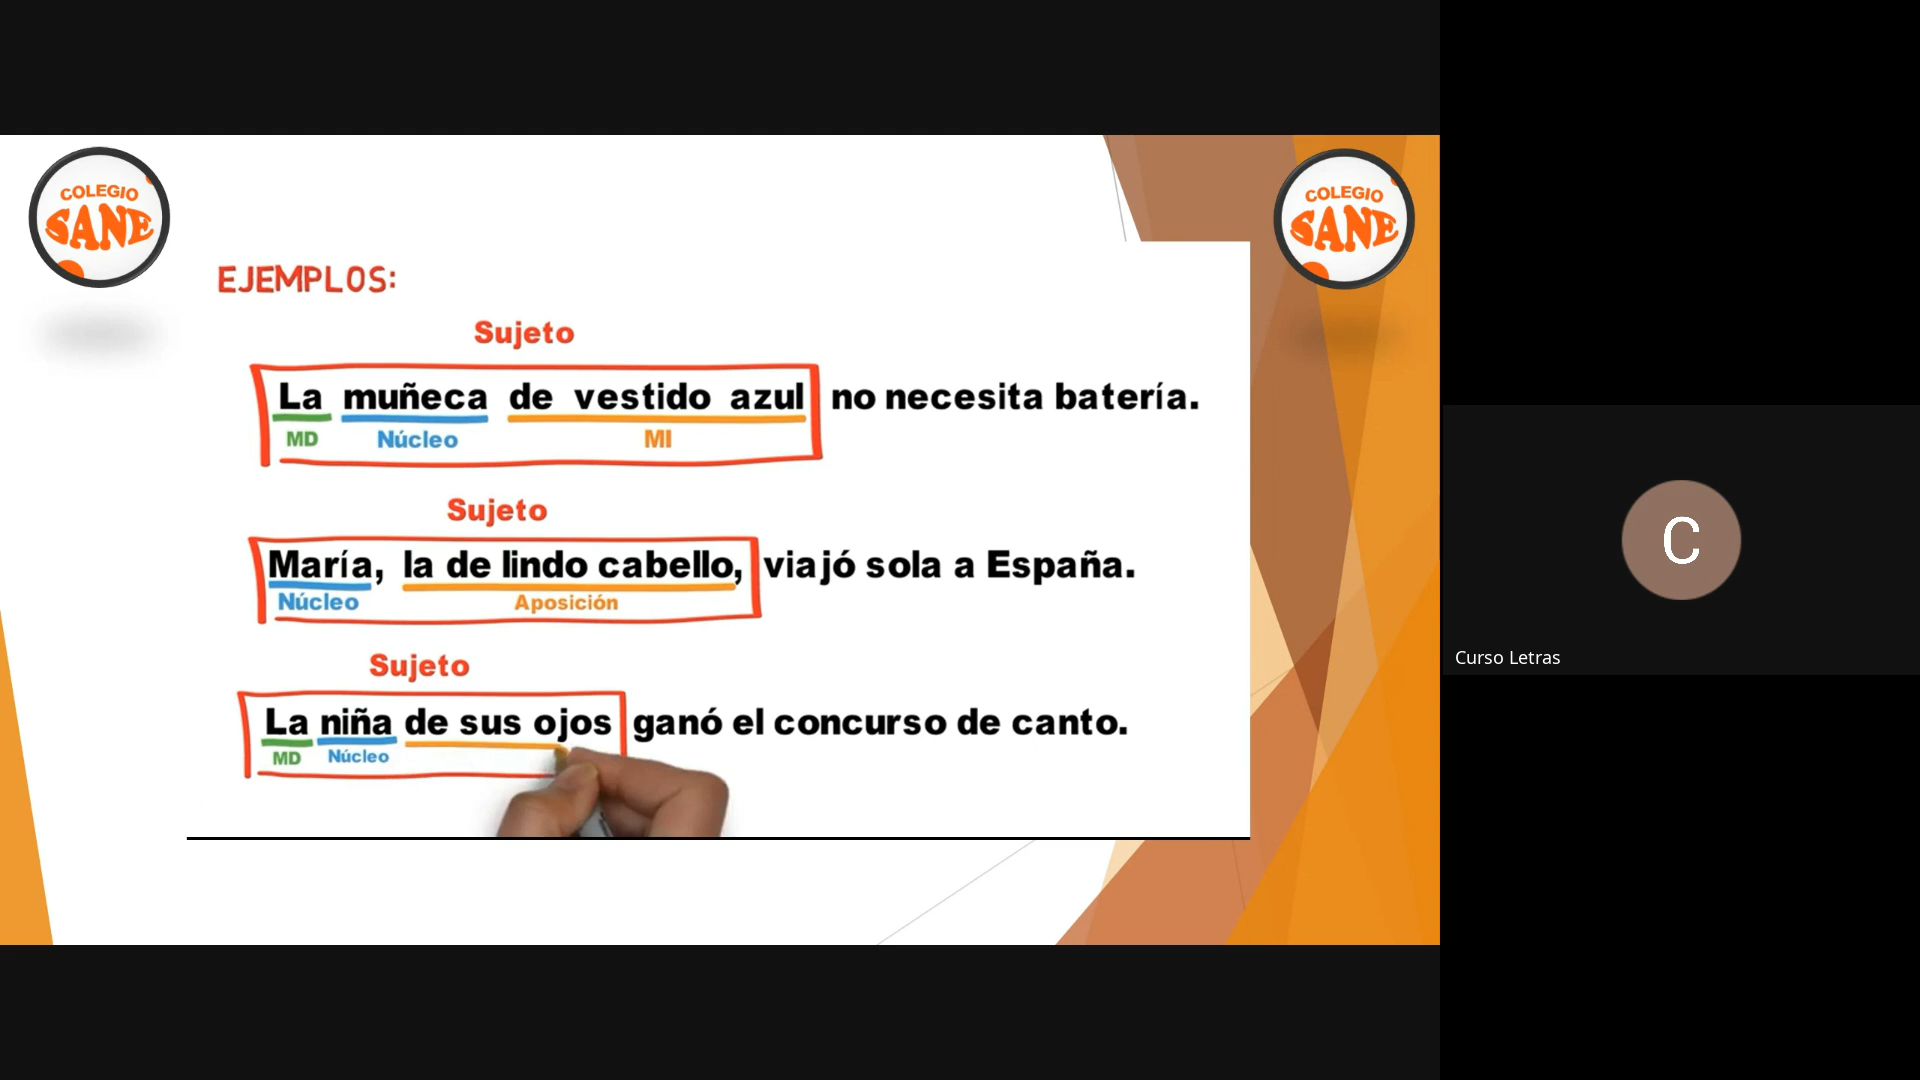 COLEGIO
SANE
COLEGIO
SANE
EJEMPLOS:
Sujeto
La muñeca de vestido azul no necesita batería.
MD Núcleo MI
Sujeto
María, la de lindo cabello, viajó sola a España.
Núcleo Aposición
Sujeto
La niña de sus ojos ganó el concurso de canto.
MD Núcleo
C
Curso Letras